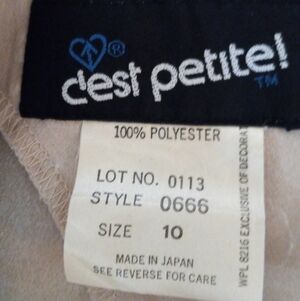 ®
c'est petite!
TM
100% POLYESTER
LOT NO. 0113
STYLE 0666
SIZE 10
MADE IN JAPAN
SEE REVERSE FOR CARE
WPL 8216 EXCLUSIVE OF DECORAT